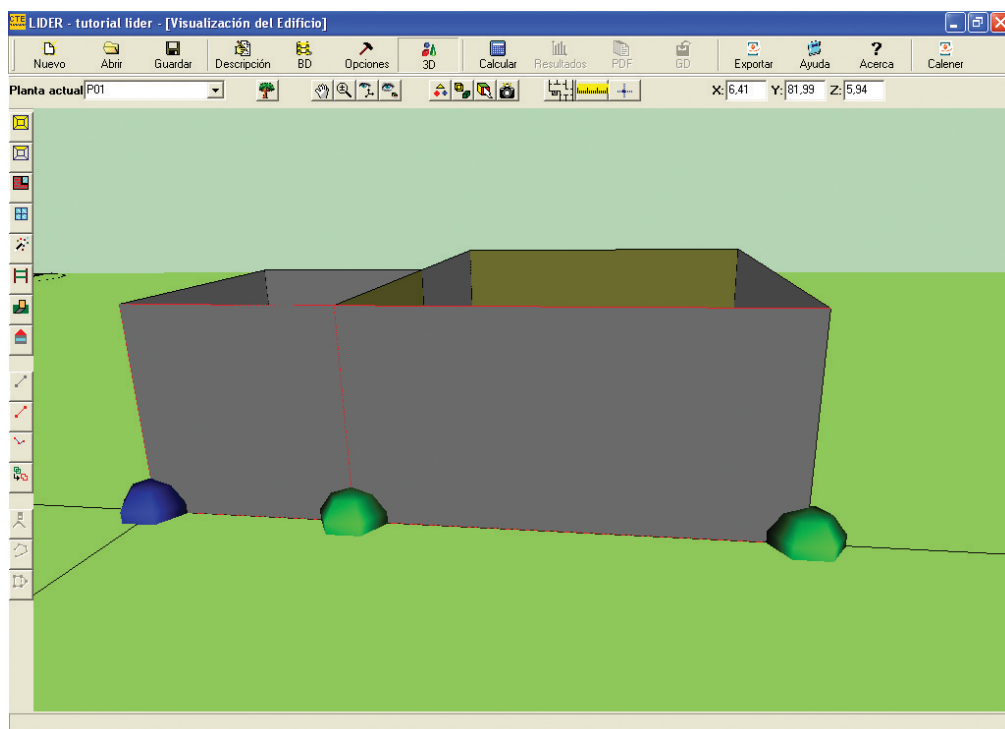 CTE LIDER - tutorial lider - [Visualización del Edificio]
Nuevo Abrir Guardar Descripción BD Opciones 3D Calcular Resultados PDF GD Exportar Ayuda Acerca Calener
Planta actual P01 X: 6,41 Y: 81,99 Z: 5,94